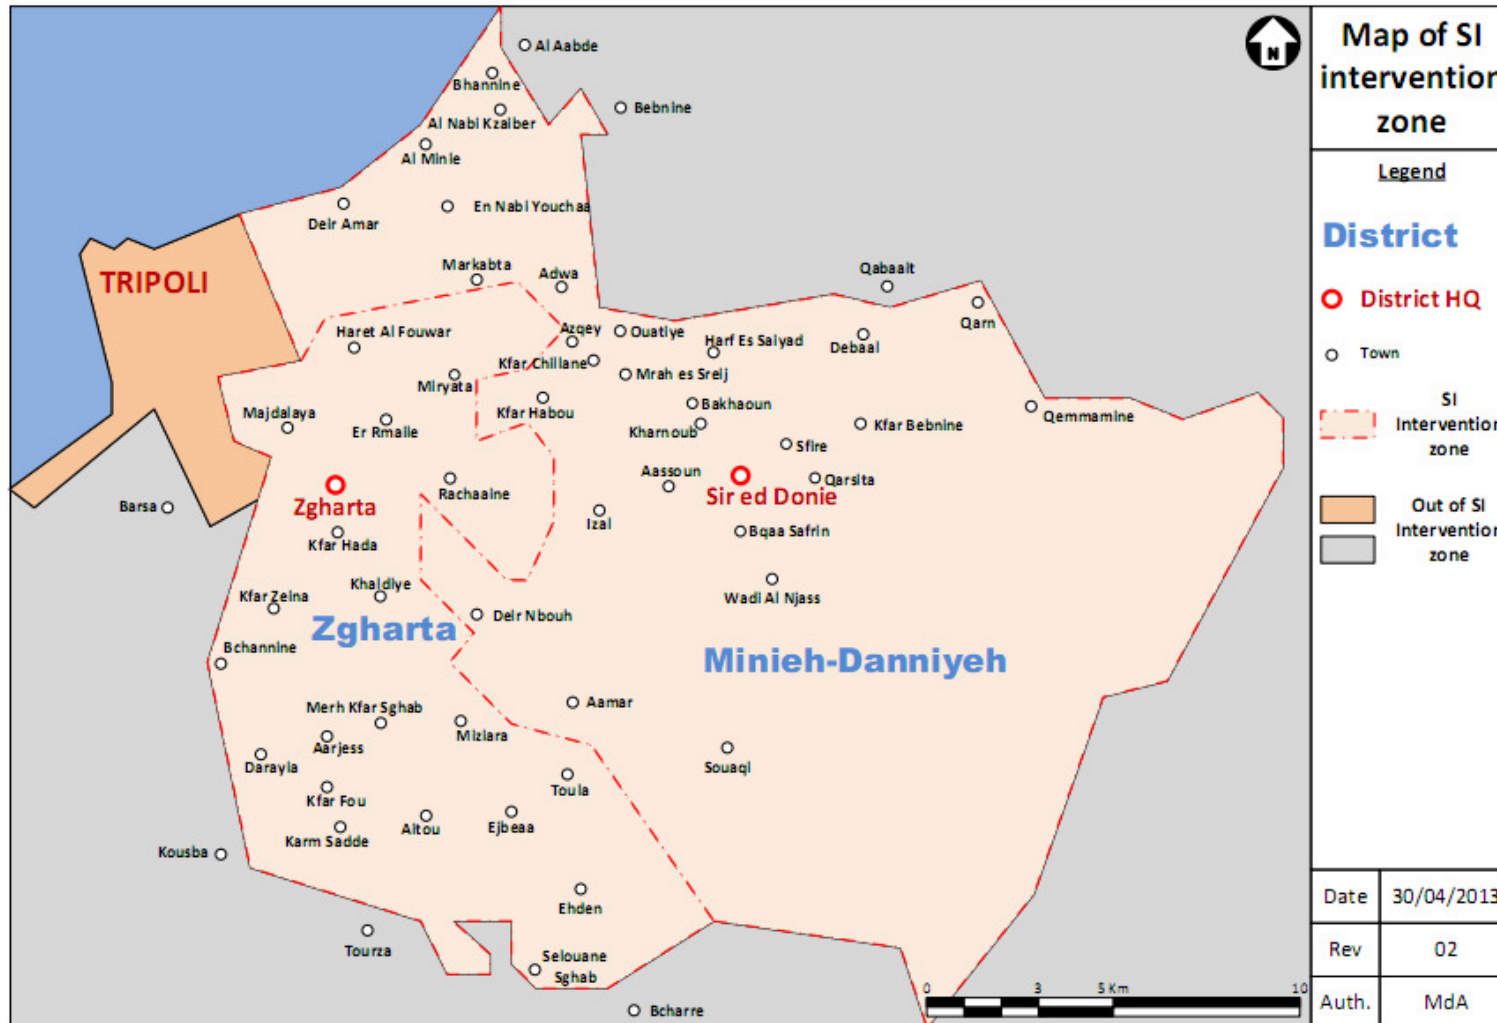 Map of SI
intervention
zone
Legend
District
District HQ
Town
SI
Intervention
zone
Out of SI
Intervention
zone
Date 30/04/2013
Rev 02
Auth. MdA
N
Al Aabde
Bhannine
Bebnine
Al Nabi Kzaiber
Al Minie
Deir Amar
En Nabi Youchaa
TRIPOLI
Markabta
Adwa
Qabaait
Qarn
Haret Al Fouwar
Azqey
Ouatiye
Harf Es Saiyad
Debaal
Kfar Chillane
Miryata
Mrah es Sreij
Majdalaya
Kfar Habou
Bakhaoun
Qemmamine
Er Rmaile
Kharnoub
Kfar Bebnine
Sfire
Aassoun
Rachaaine
Qarsita
Sir ed Donie
Barsa
Zgharta
Izal
Bqaa Safrin
Kfar Hada
Khaldiye
Wadi Al Njass
Kfar Zeina
Deir Nbouh
Zgharta
Bchannine
Minieh-Danniyeh
Merh Kfar Sghab
Aamar
Miziara
Aarjess
Darayia
Souaqi
Toula
Kfar Fou
Aitou
Ejbeaa
Karm Sadde
Kousba
Ehden
Tourza
Selouane
Sghab
Bcharre
0 3 5 Km 10